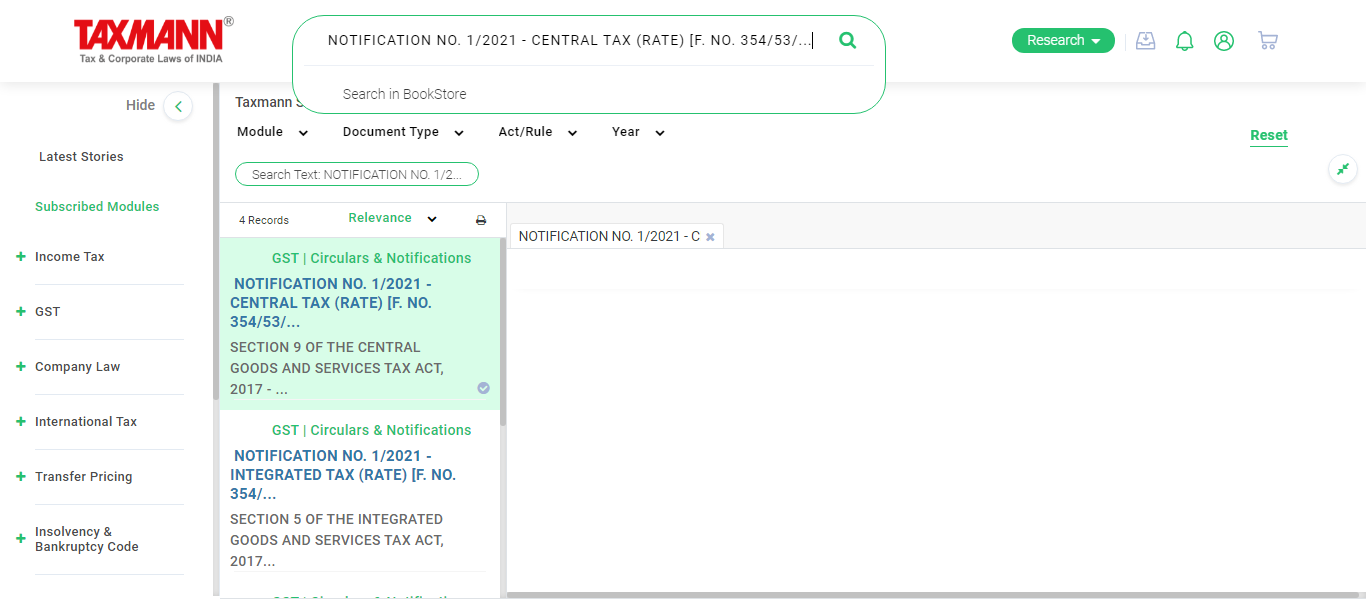 TAXMANN®
Tax & Corporate Laws of INDIA
NOTIFICATION NO. 1/2021 - CENTRAL TAX (RATE) [F. NO. 354/53/...
Search in BookStore
Research
Hide
Latest Stories
Subscribed Modules
Income Tax
GST
Company Law
International Tax
Transfer Pricing
Insolvency &
Bankruptcy Code
Taxmann S
Module
Document Type
Act/Rule
Year
Reset
Search Text: NOTIFICATION NO. 1/2...
4 Records
Relevance
GST | Circulars & Notifications
NOTIFICATION NO. 1/2021 -
CENTRAL TAX (RATE) [F. NO.
354/53/...
SECTION 9 OF THE CENTRAL
GOODS AND SERVICES TAX ACT,
2017 - ...
GST | Circulars & Notifications
NOTIFICATION NO. 1/2021 -
INTEGRATED TAX (RATE) [F. NO.
354/...
SECTION 5 OF THE INTEGRATED
GOODS AND SERVICES TAX ACT,
2017...
NOTIFICATION NO. 1/2021 - C